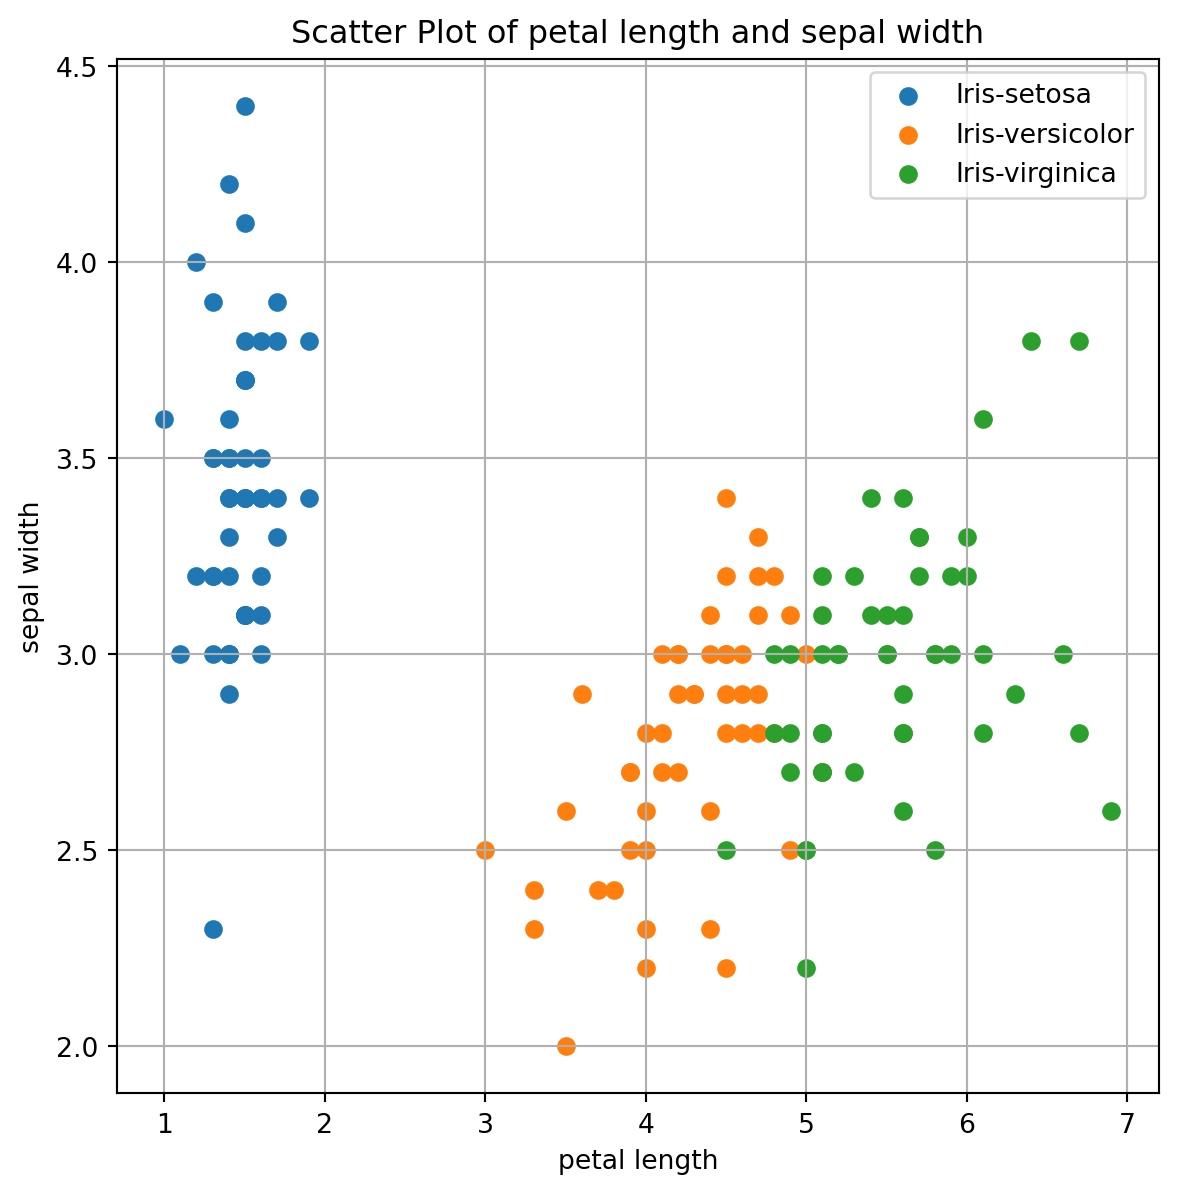 Scatter Plot of petal length and sepal width
4.5
4.0
3.5
3.0
2.5
2.0
sepal width
Iris-setosa
Iris-versicolor
Iris-virginica
1 2 3 4 5 6 7
petal length